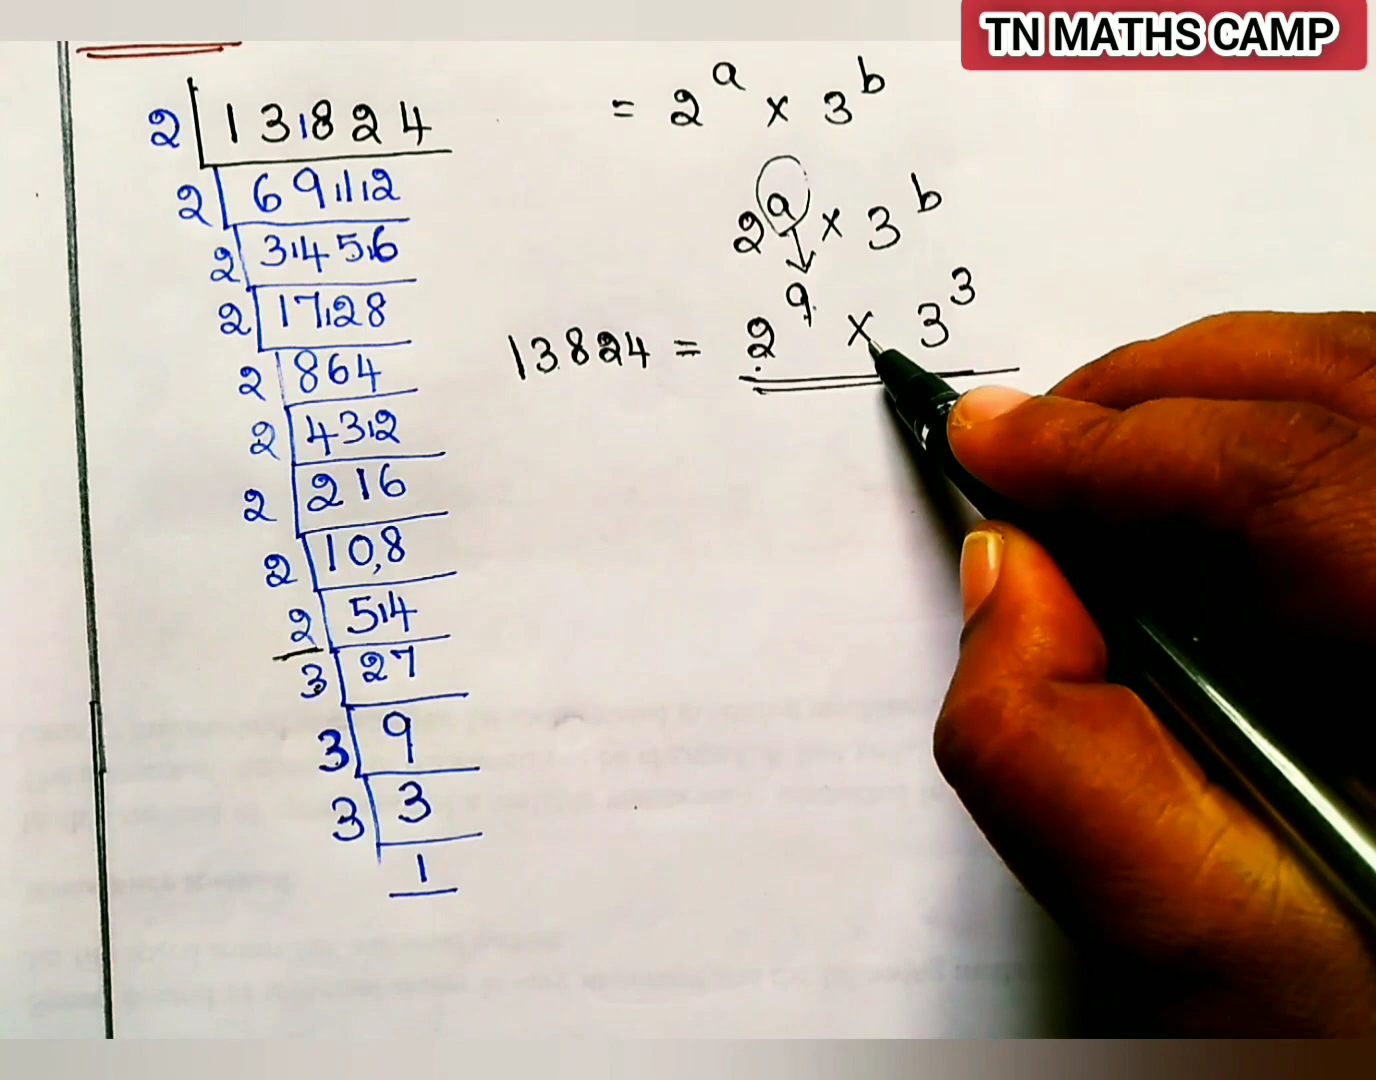 TN MATHS CAMP
2 | 13824
2 | 6912
2 | 3456
2 | 1728
2 | 864
2 | 432
2 | 216
2 | 108
2 | 54
3 | 27
3 | 9
3 | 3
1
= 2^a × 3^b
2^a × 3^b
13824 = 2^9 × 3^3